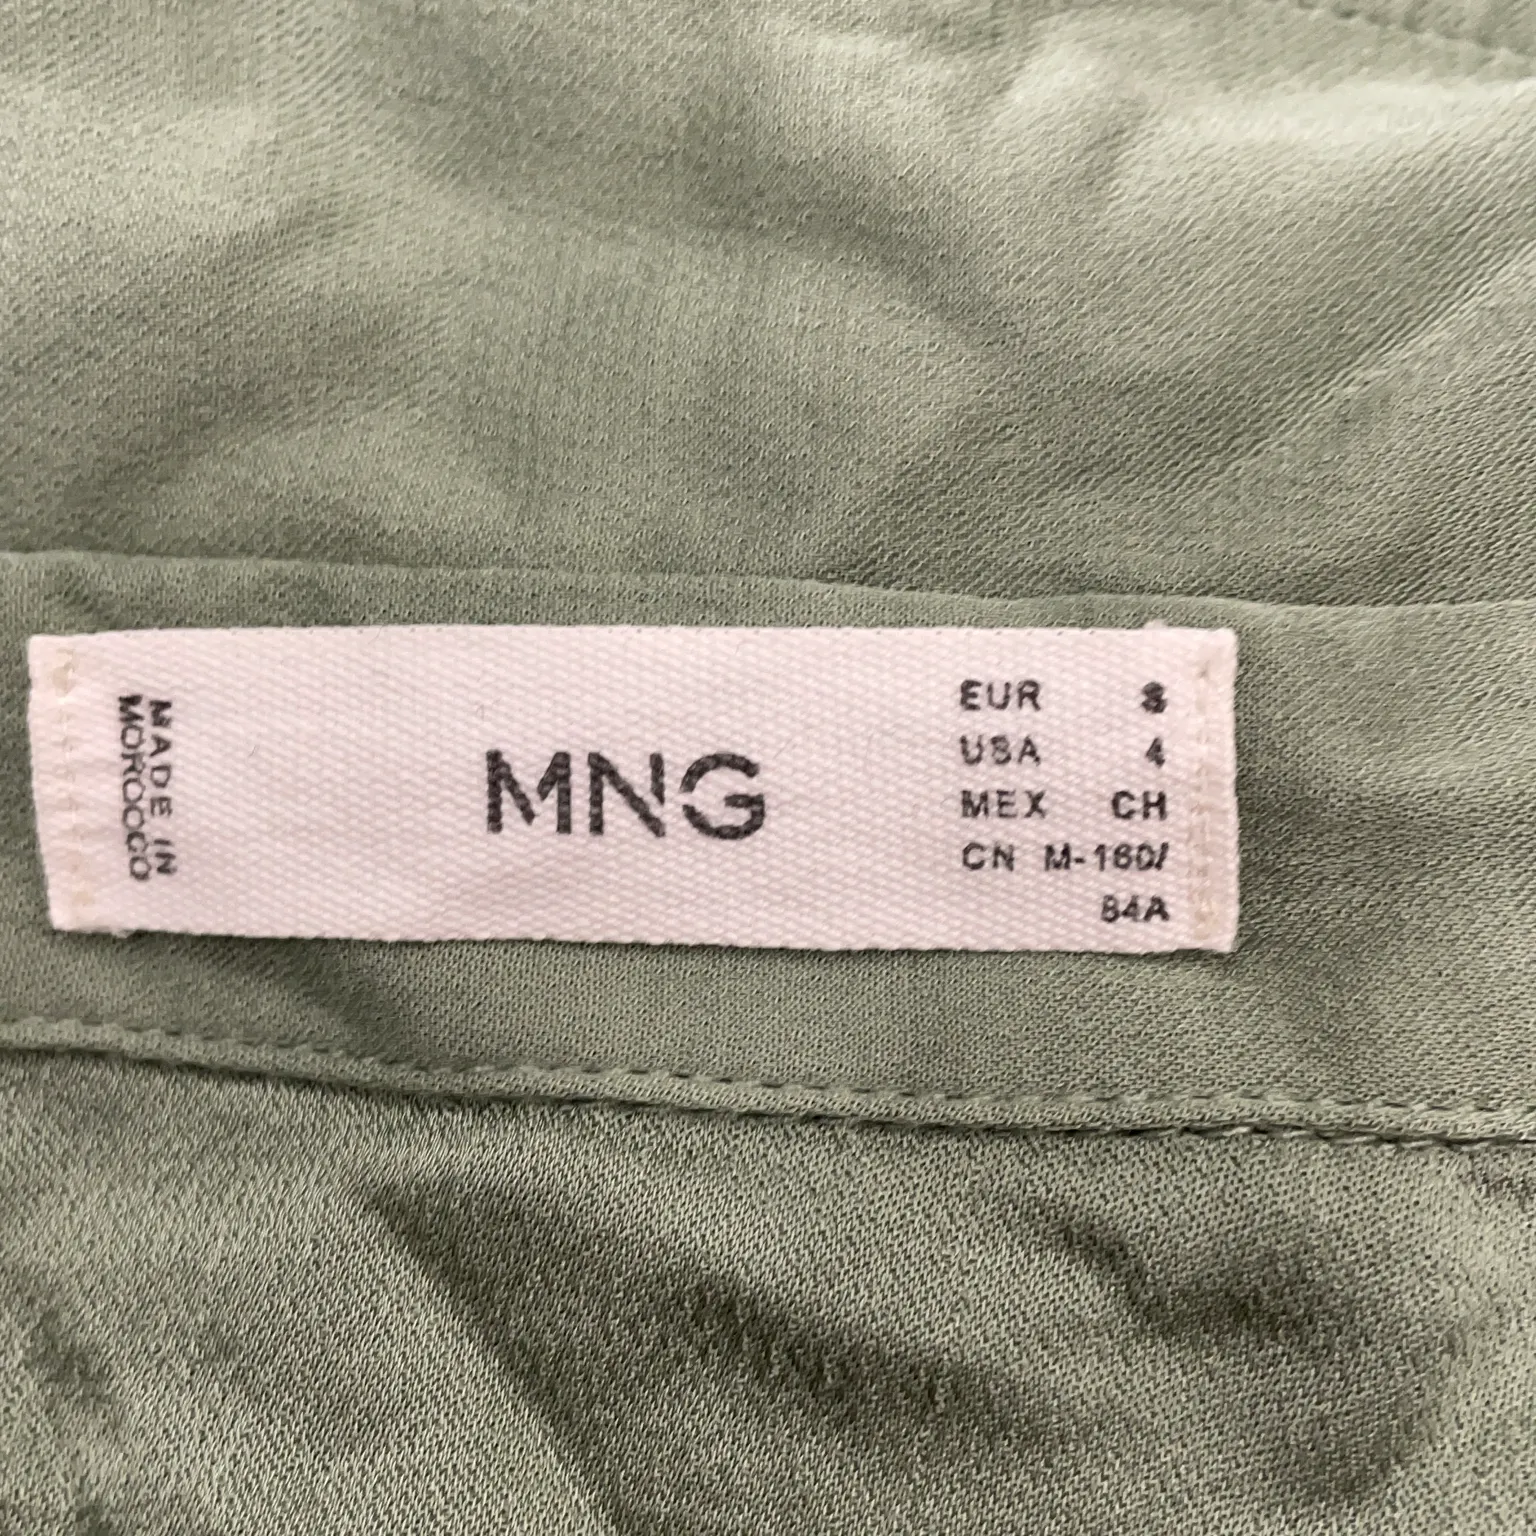 MADE IN
MOROCCO
MNG
EUR S
USA 4
MEX CH
CN M-160/
84A